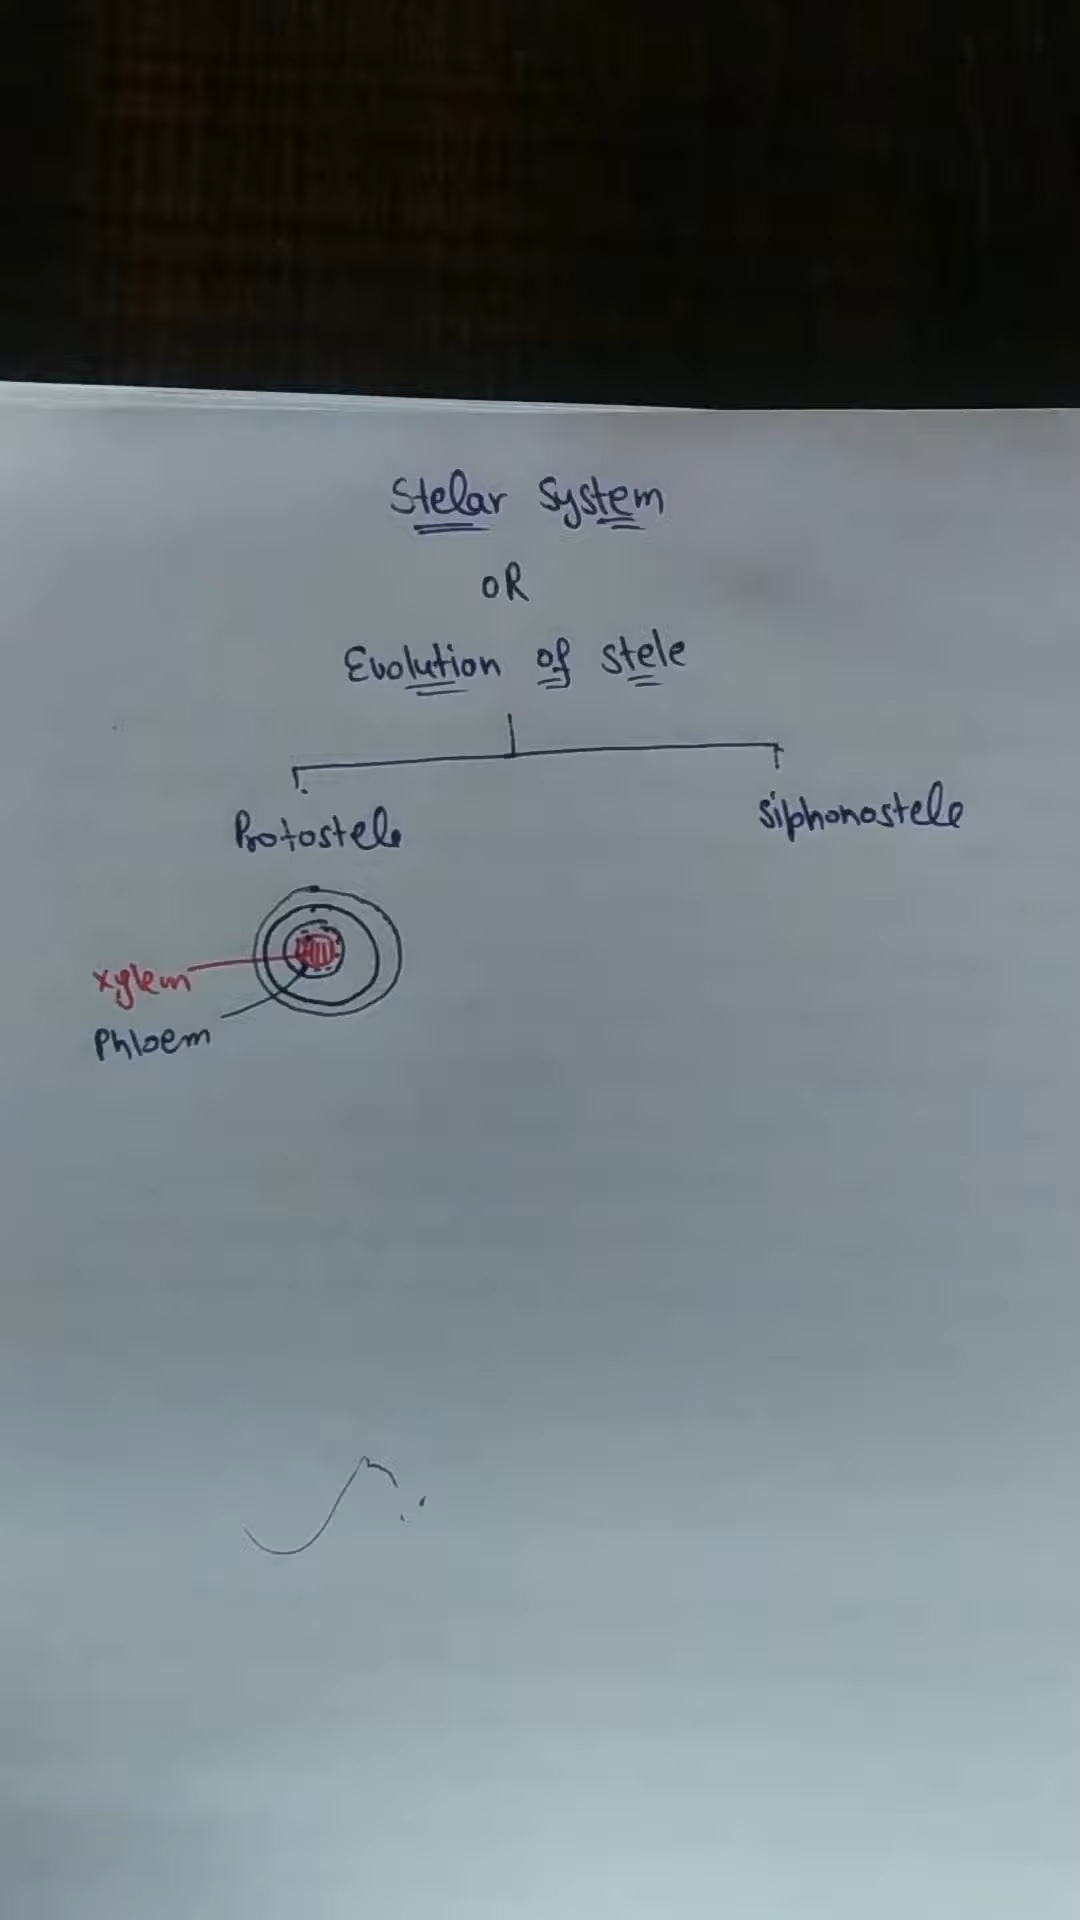 Stelar System
OR
Evolution of stele
Protostele
Siphonostele
xylem
Phloem